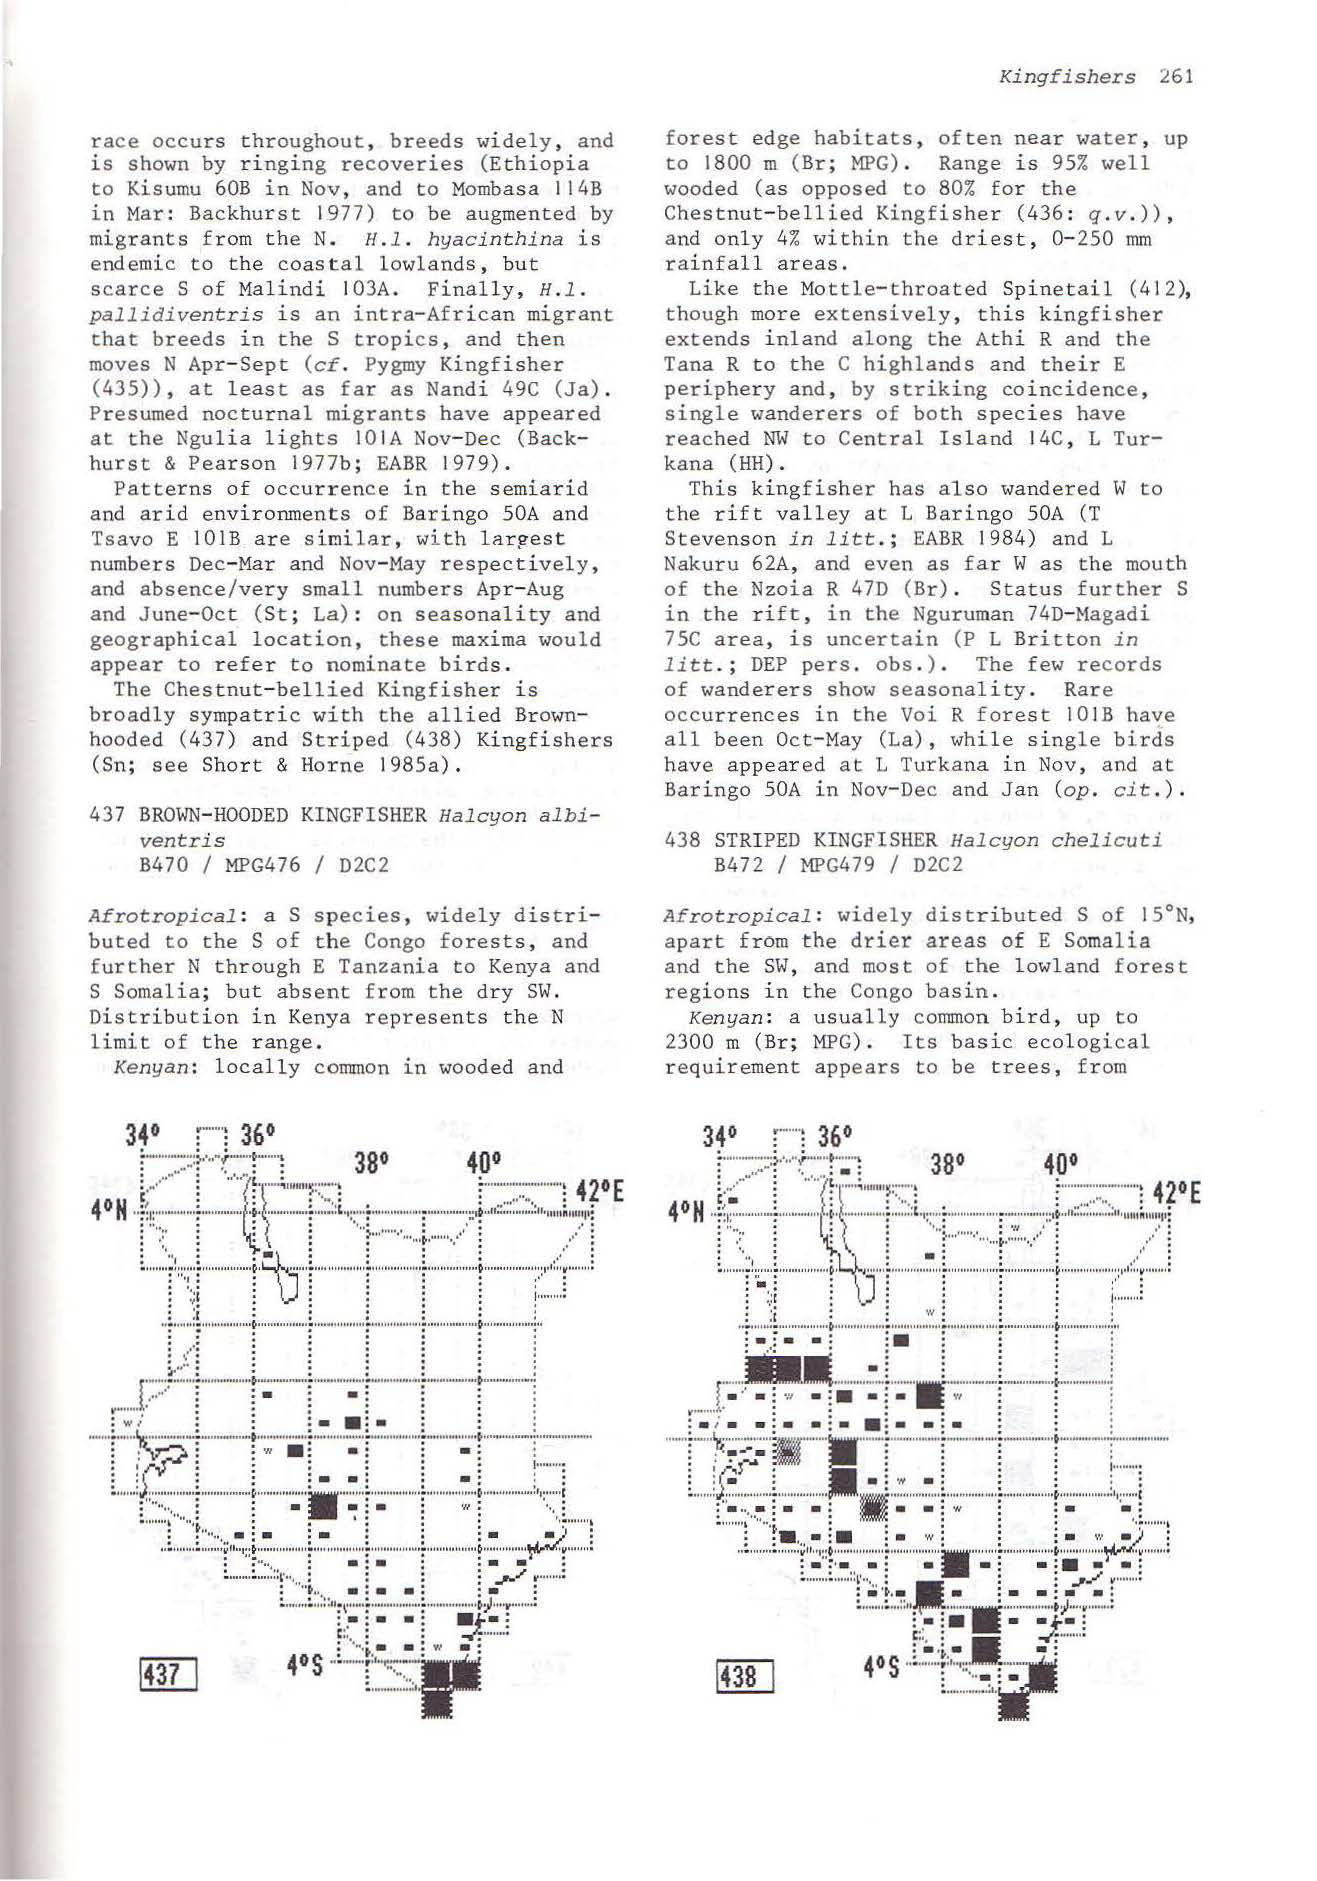 Kingfishers 261
race occurs throughout, breeds widely, and
is shown by ringing recoveries (Ethiopia
to Kisumu 60B in Nov, and to Mombasa 114B
in Mar: Backhurst 1977) to be augmented by
migrants from the N. H.l. hyacinthina is
endemic to the coastal lowlands, but
scarce S of Malindi 103A. Finally, H.l.
pallidiventris is an intra-African migrant
that breeds in the S tropics, and then
moves N Apr-Sept (cf. Pygmy Kingfisher
(435)), at least as far as Nandi 49C (Ja).
Presumed nocturnal migrants have appeared
at the Ngulia lights 101A Nov-Dec (Back-
hurst & Pearson 1977b; EABR 1979).
Patterns of occurrence in the semiarid
and arid environments of Baringo 50A and
Tsavo E 101B are similar, with largest
numbers Dec-Mar and Nov-May respectively,
and absence/very small numbers Apr-Aug
and June-Oct (St; La): on seasonality and
geographical location, these maxima would
appear to refer to nominate birds.
The Chestnut-bellied Kingfisher is
broadly sympatric with the allied Brown-
hooded (437) and Striped (438) Kingfishers
(Sn; see Short & Horne 1985a).
437 BROWN-HOODED KINGFISHER Halcyon albi-
ventris
B470 / MPG476 / D2C2
Afrotropical: a S species, widely distri-
buted to the S of the Congo forests, and
further N through E Tanzania to Kenya and
S Somalia; but absent from the dry SW.
Distribution in Kenya represents the N
limit of the range.
Kenyan: locally common in wooded and
forest edge habitats, often near water, up
to 1800 m (Br; MPG). Range is 95% well
wooded (as opposed to 80% for the
Chestnut-bellied Kingfisher (436: q.v.)),
and only 4% within the driest, 0-250 mm
rainfall areas.
Like the Mottle-throated Spinetail (412),
though more extensively, this kingfisher
extends inland along the Athi R and the
Tana R to the C highlands and their E
periphery and, by striking coincidence,
single wanderers of both species have
reached NW to Central Island 14C, L Tur-
kana (HH).
This kingfisher has also wandered W to
the rift valley at L Baringo 50A (T
Stevenson in litt.; EABR 1984) and L
Nakuru 62A, and even as far W as the mouth
of the Nzoia R 47D (Br). Status further S
in the rift, in the Nguruman 74D-Magadi
75C area, is uncertain (P L Britton in
litt.; DEP pers. obs.). The few records
of wanderers show seasonality. Rare
occurrences in the Voi R forest 101B have
all been Oct-May (La), while single birds
have appeared at L Turkana in Nov, and at
Baringo 50A in Nov-Dec and Jan (op. cit.).
438 STRIPED KINGFISHER Halcyon chelicuti
B472 / MPG479 / D2C2
Afrotropical: widely distributed S of 15°N,
apart from the drier areas of E Somalia
and the SW, and most of the lowland forest
regions in the Congo basin.
Kenyan: a usually common bird, up to
2300 m (Br; MPG). Its basic ecological
requirement appears to be trees, from
34° 36°
38° 40°
42°E
4°N
w
w
w
w
4°S
437
34° 36°
38° 40°
42°E
4°N
w
w
w w
w
w
w w
w
4°S
438